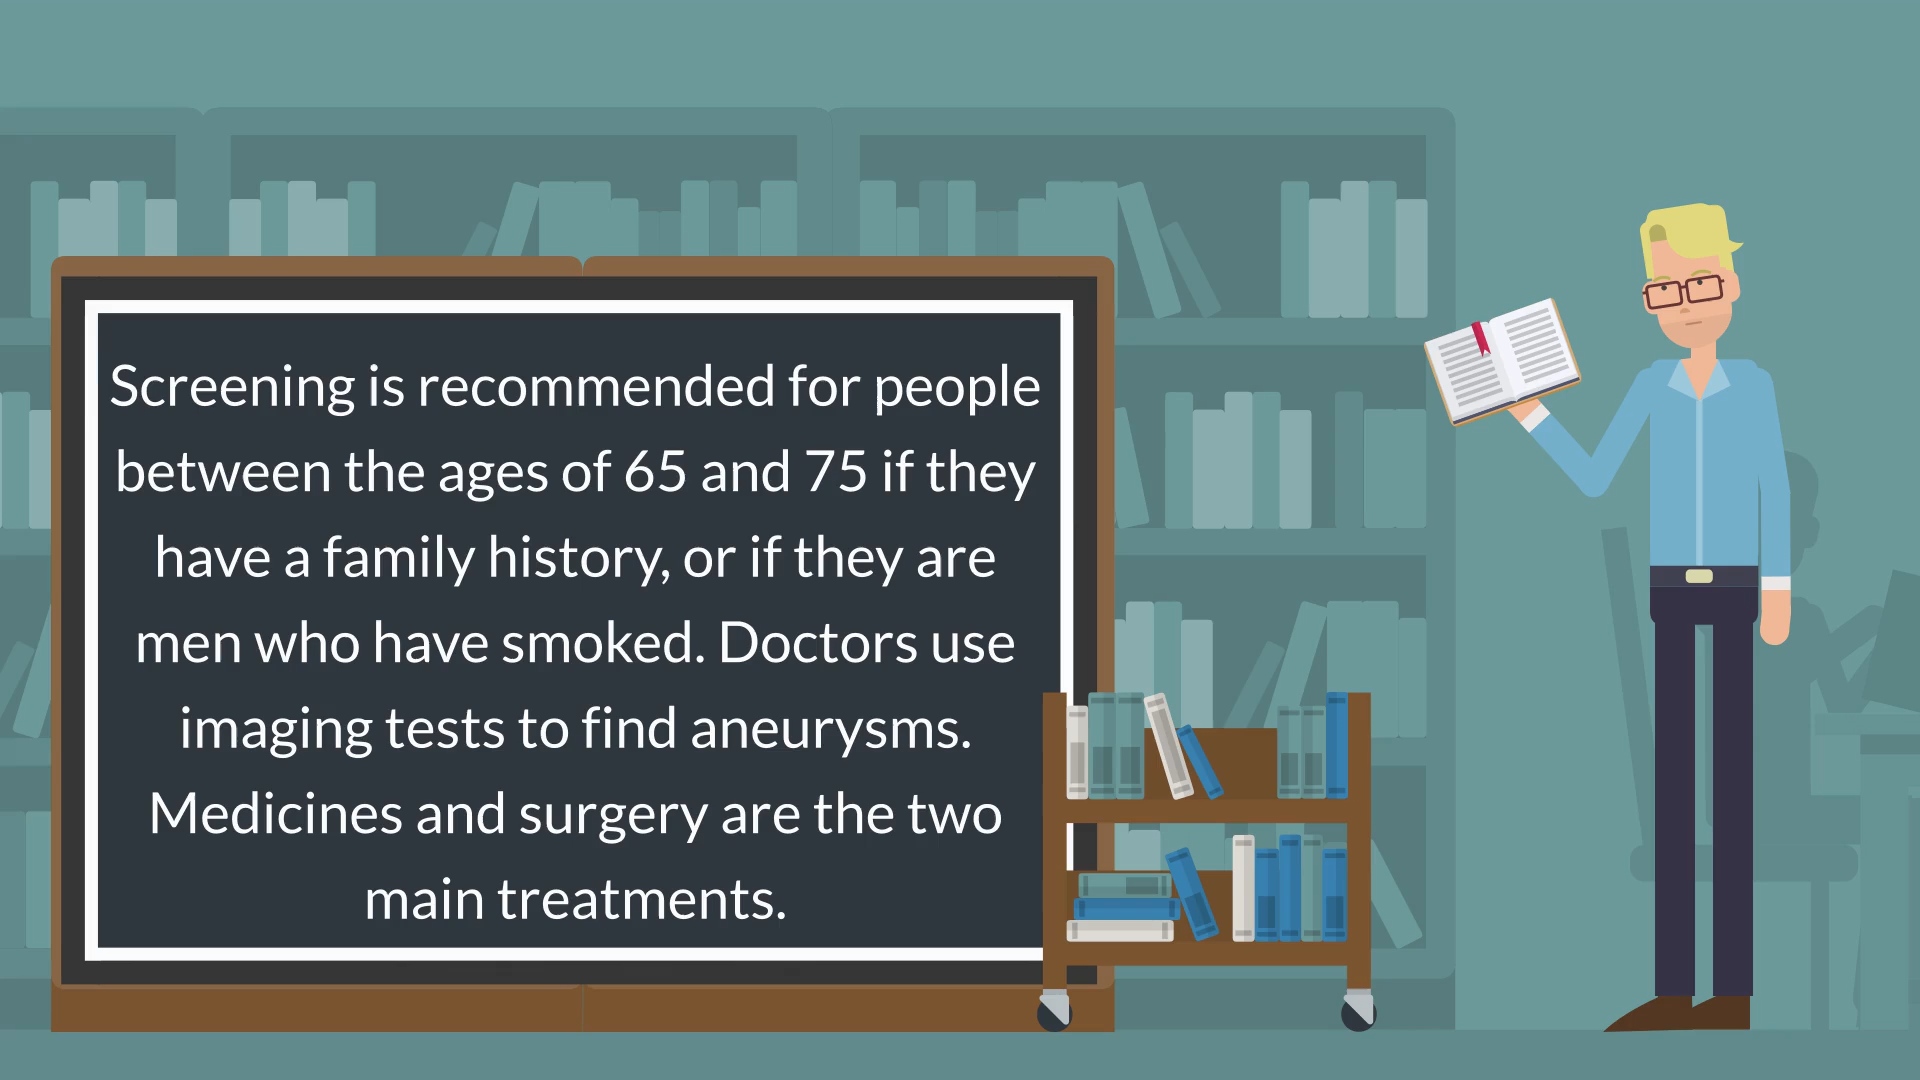 Screening is recommended for people
between the ages of 65 and 75 if they
have a family history, or if they are
men who have smoked. Doctors use
imaging tests to find aneurysms.
Medicines and surgery are the two
main treatments.